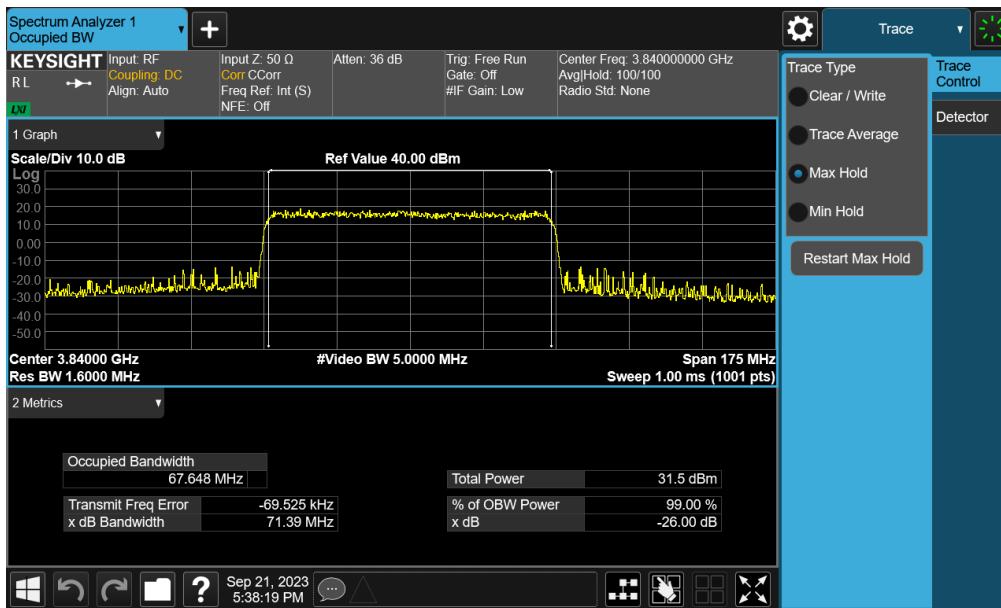 Spectrum Analyzer 1
Occupied BW
+
Trace
KEYSIGHT
R L
LXI
Input: RF
Coupling: DC
Align: Auto
Input Z: 50 Ω
Corr CCorr
Freq Ref: Int (S)
NFE: Off
Atten: 36 dB
Trig: Free Run
Gate: Off
#IF Gain: Low
Center Freq: 3.840000000 GHz
Avg|Hold: 100/100
Radio Std: None
Trace Type
Clear / Write
Trace Average
Max Hold
Min Hold
Restart Max Hold
Trace
Control
Detector
1 Graph
Scale/Div 10.0 dB
Ref Value 40.00 dBm
Log
30.0
20.0
10.0
0.00
-10.0
-20.0
-30.0
-40.0
-50.0
Center 3.84000 GHz
#Video BW 5.0000 MHz
Span 175 MHz
Res BW 1.6000 MHz
Sweep 1.00 ms (1001 pts)
2 Metrics
Occupied Bandwidth
67.648 MHz
Total Power 31.5 dBm
Transmit Freq Error -69.525 kHz
% of OBW Power 99.00 %
x dB Bandwidth 71.39 MHz
x dB -26.00 dB
?
Sep 21, 2023
5:38:19 PM